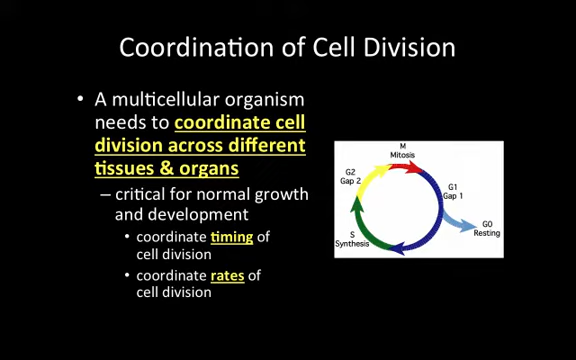 Coordination of Cell Division
• A multicellular organism
needs to coordinate cell
division across different
tissues & organs
– critical for normal growth
and development
• coordinate timing of
cell division
• coordinate rates of
cell division
M
Mitosis
G2
Gap 2
G1
Gap 1
G0
Resting
S
Synthesis